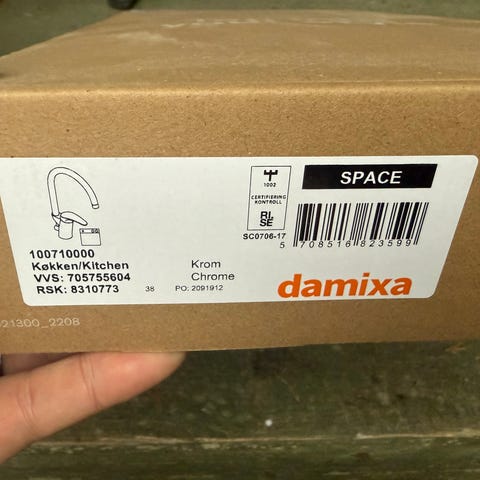 SPACE
1002
CERTIFIERING
KONTROLL
RI.
SE
SC0706-17
5 708516 823599
100710000
Køkken/Kitchen
VVS: 705755604
RSK: 8310773
Krom
Chrome
38
PO: 2091912
damixa
21300_2208